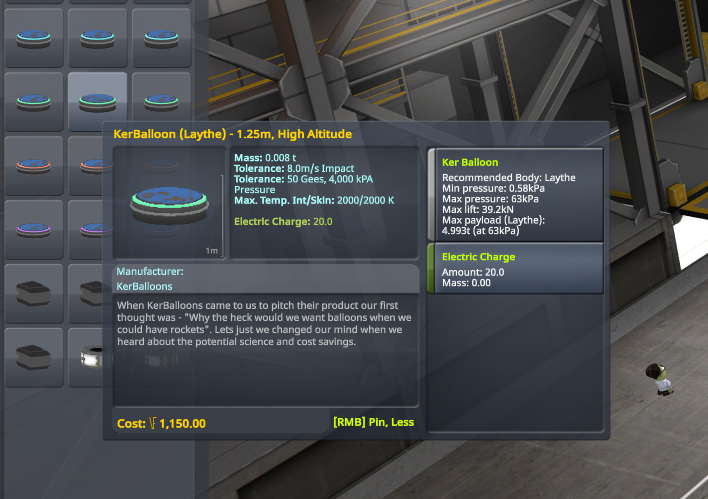 KerBalloon (Laythe) - 1.25m, High Altitude
Mass: 0.008 t
Tolerance: 8.0m/s Impact
Tolerance: 50 Gees, 4,000 kPA
Pressure
Max. Temp. Int/Skin: 2000/2000 K
Electric Charge: 20.0
1m
Manufacturer:
KerBalloons
When KerBalloons came to us to pitch their product our first
thought was - "Why the heck would we want balloons when we
could have rockets". Lets just we changed our mind when we
heard about the potential science and cost savings.
Cost: 1,150.00
[RMB] Pin, Less
Ker Balloon
Recommended Body: Laythe
Min pressure: 0.58kPa
Max pressure: 63kPa
Max lift: 39.2kN
Max payload (Laythe):
4.993t (at 63kPa)
Electric Charge
Amount: 20.0
Mass: 0.00